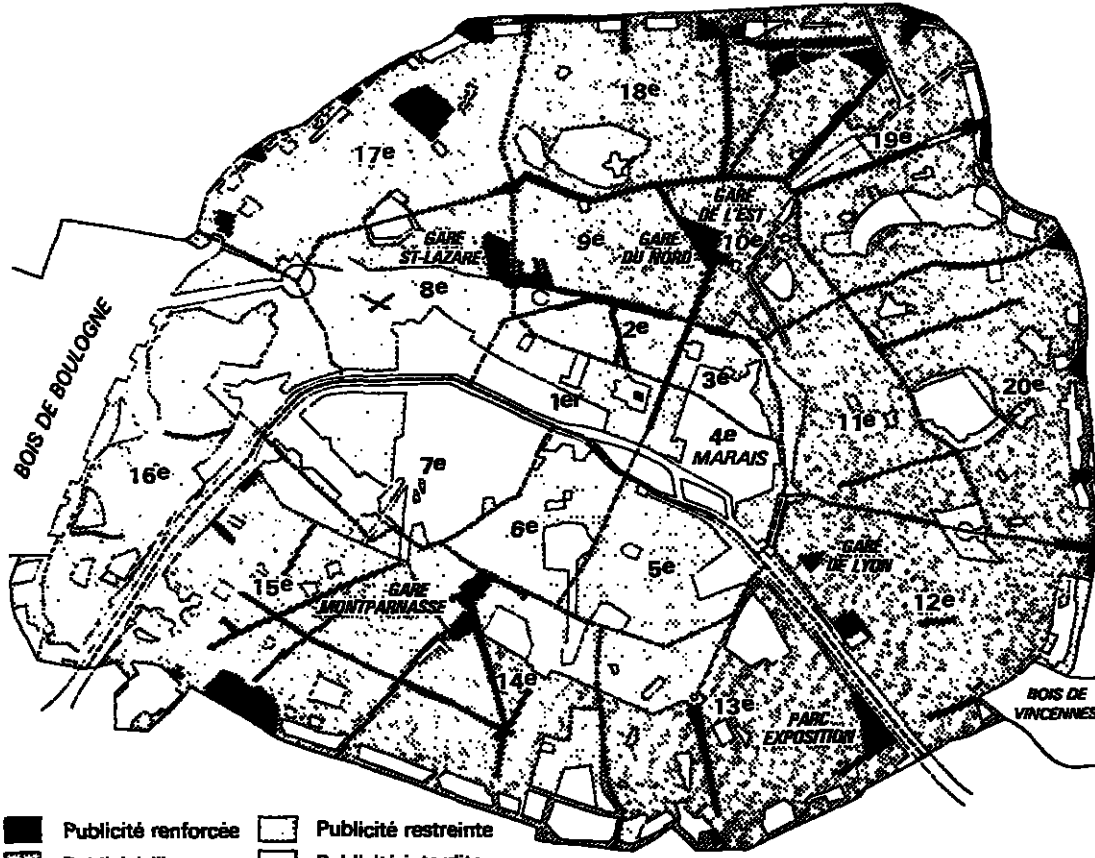 18e
17e
19e
GARE
DE L'EST
10e
GARE
ST-LAZARE
9e
GARE
DU NORD
8e
BOIS DE BOULOGNE
2e
3e
20e
1er
11e
4e
MARAIS
16e
7e
6e
5e
GARE
DE LYON
15e
GARE
MONTPARNASSE
12e
14e
13e
BOIS DE
VINCENNES
PARC
EXPOSITION
Publicité renforcée
Publicité restreinte